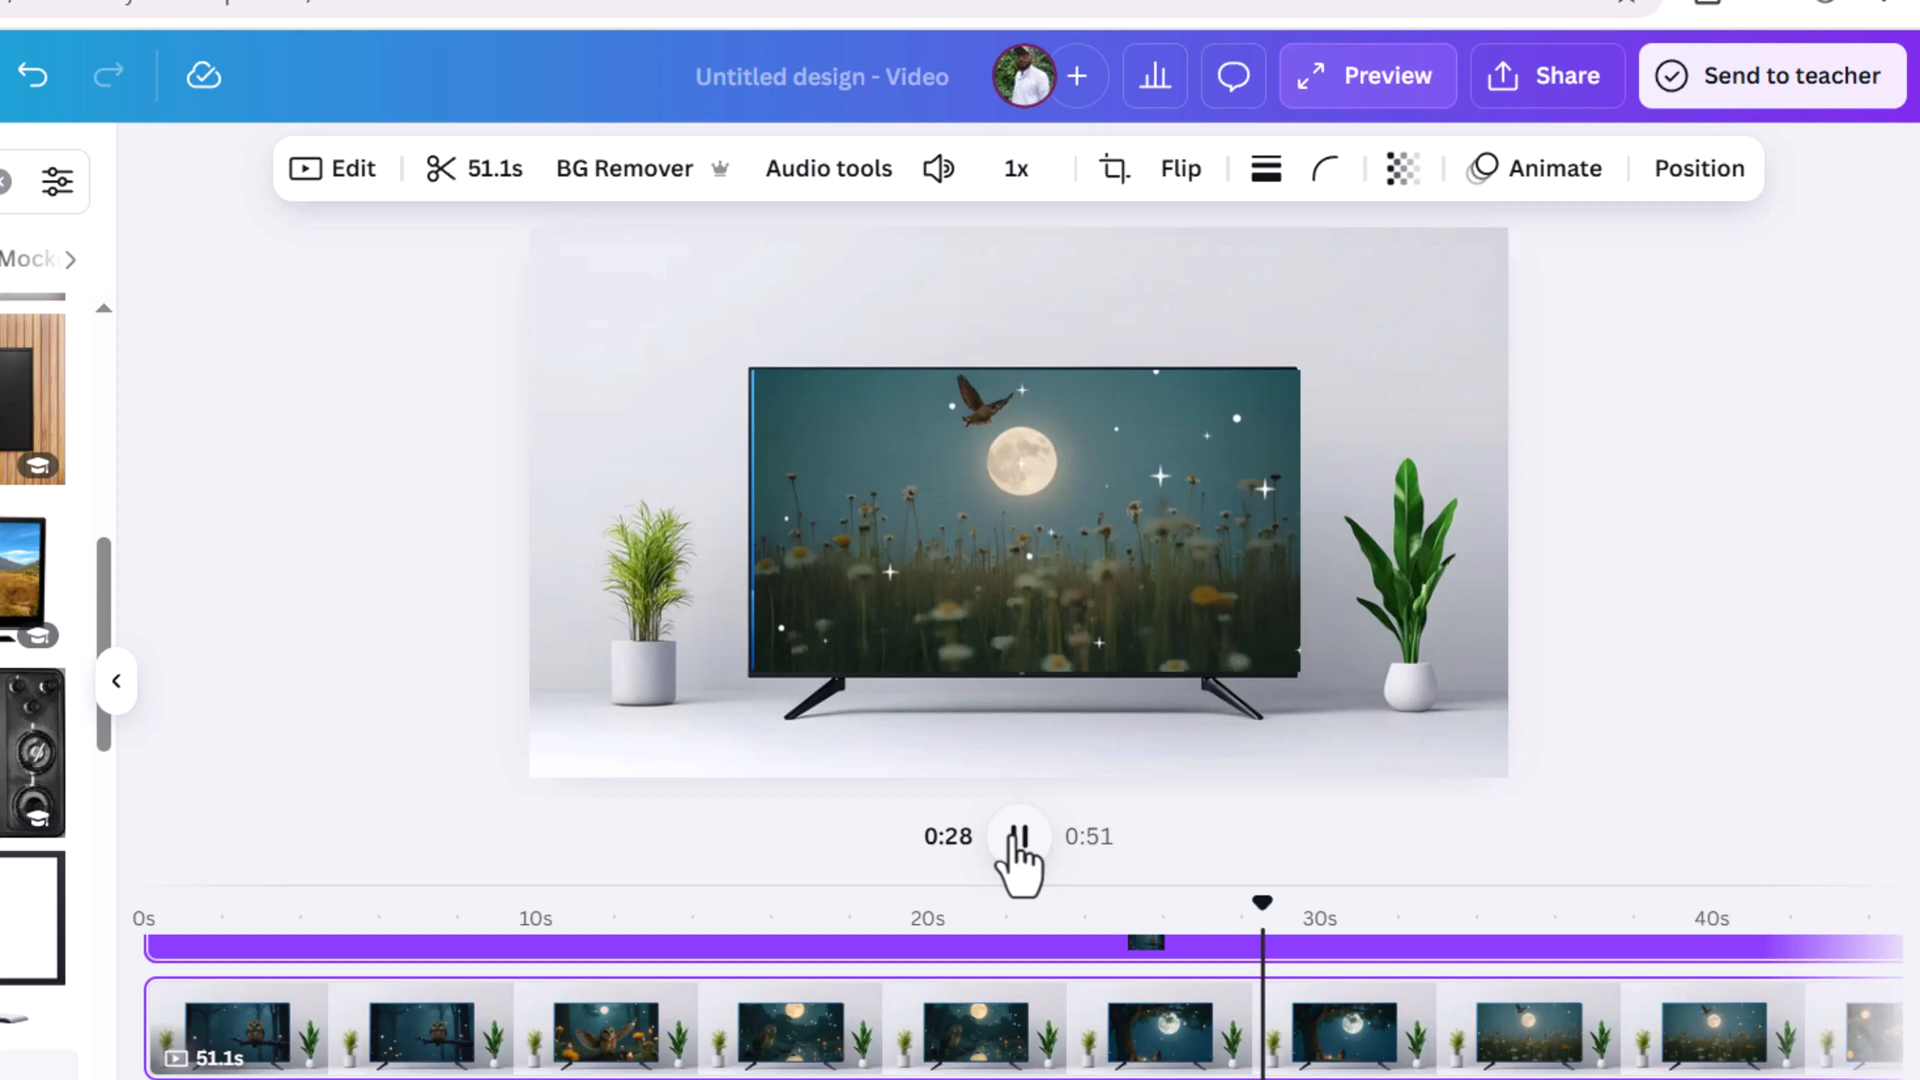 Untitled design - Video
Preview
Share
Send to teacher
Edit
51.1s
BG Remover
Audio tools
1x
Flip
Animate
Position
0:28
0:51
0s
10s
20s
30s
40s
51.1s